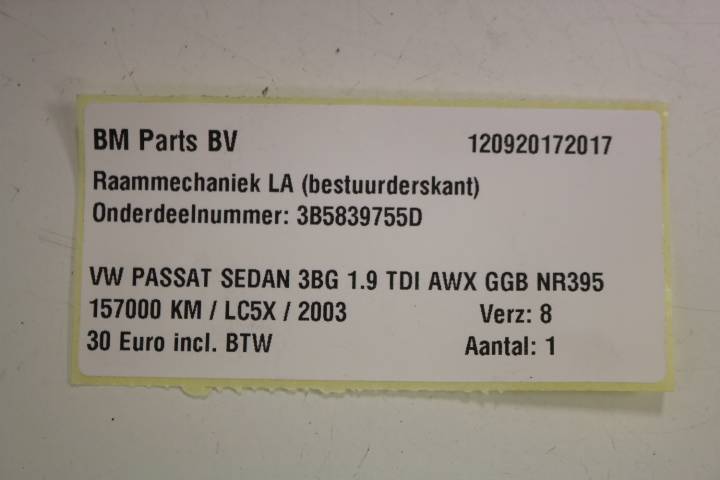 BM Parts BV 120920172017
Raammechaniek LA (bestuurderskant)
Onderdeelnummer: 3B5839755D
VW PASSAT SEDAN 3BG 1.9 TDI AWX GGB NR395
157000 KM / LC5X / 2003 Verz: 8
30 Euro incl. BTW Aantal: 1